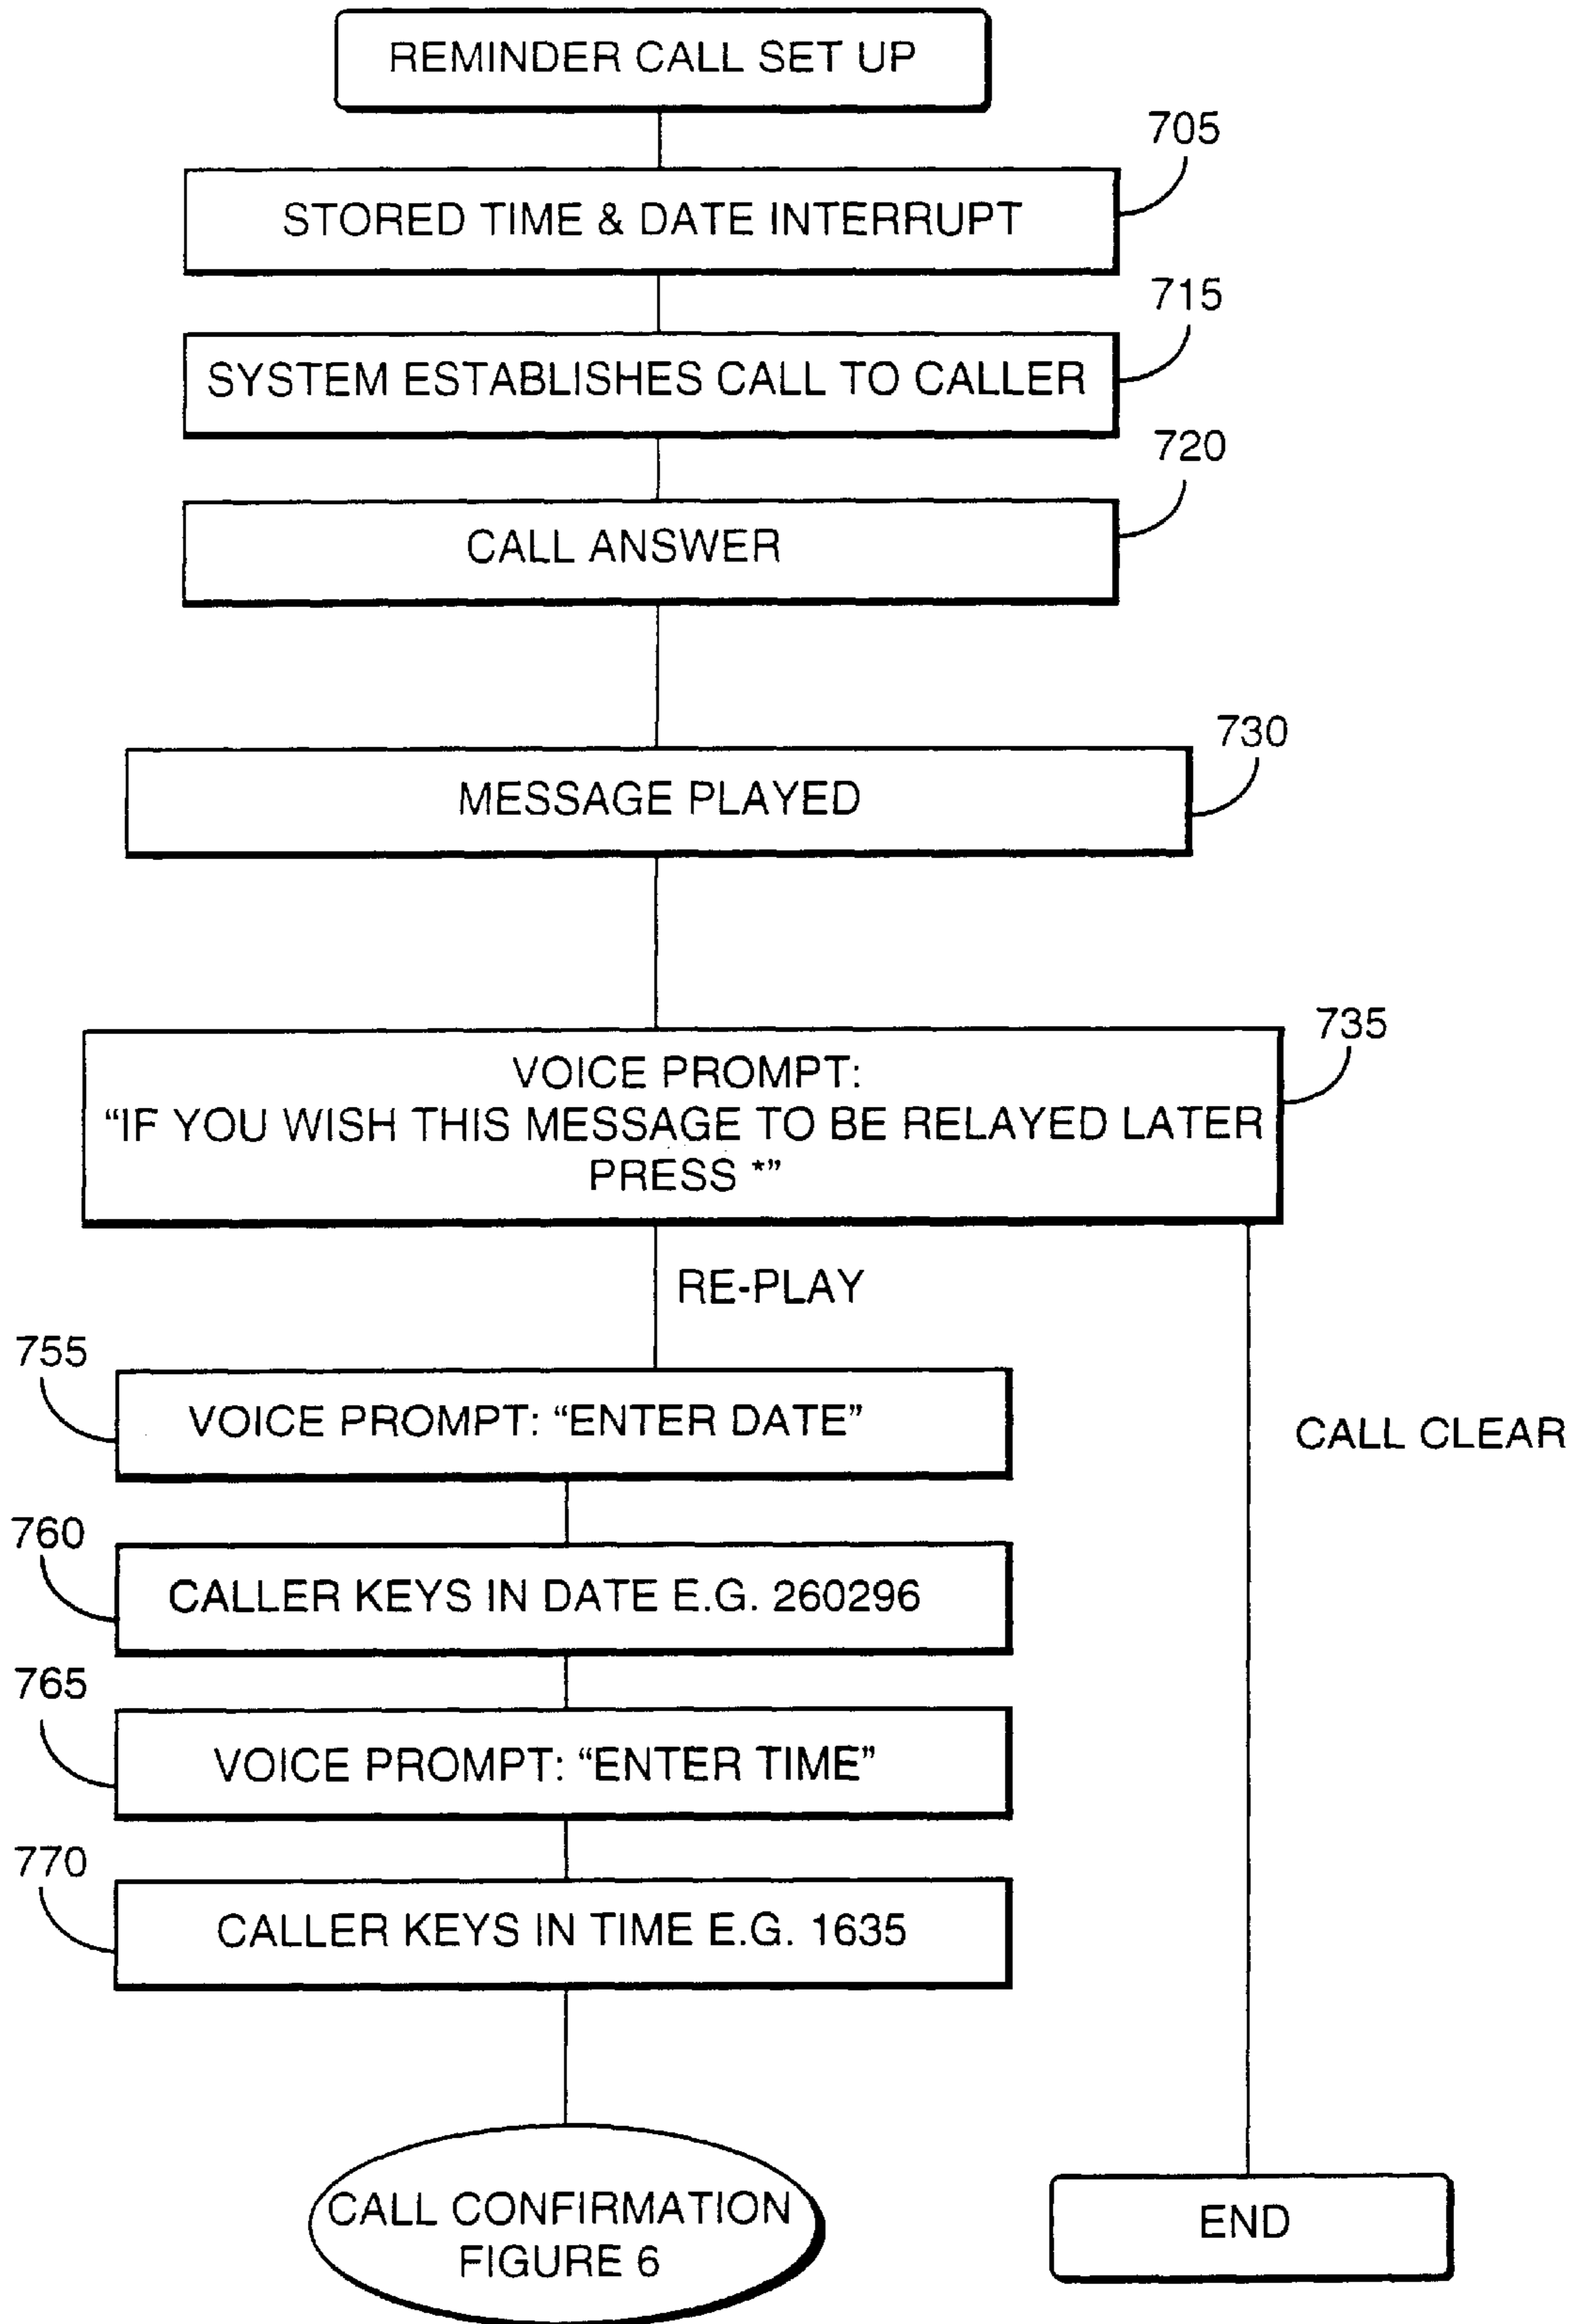 REMINDER CALL SET UP
705
STORED TIME & DATE INTERRUPT
715
SYSTEM ESTABLISHES CALL TO CALLER
720
CALL ANSWER
730
MESSAGE PLAYED
735
VOICE PROMPT:
“IF YOU WISH THIS MESSAGE TO BE RELAYED LATER
PRESS *”
RE-PLAY
755
VOICE PROMPT: “ENTER DATE”
CALL CLEAR
760
CALLER KEYS IN DATE E.G. 260296
765
VOICE PROMPT: “ENTER TIME”
770
CALLER KEYS IN TIME E.G. 1635
CALL CONFIRMATION
FIGURE 6
END